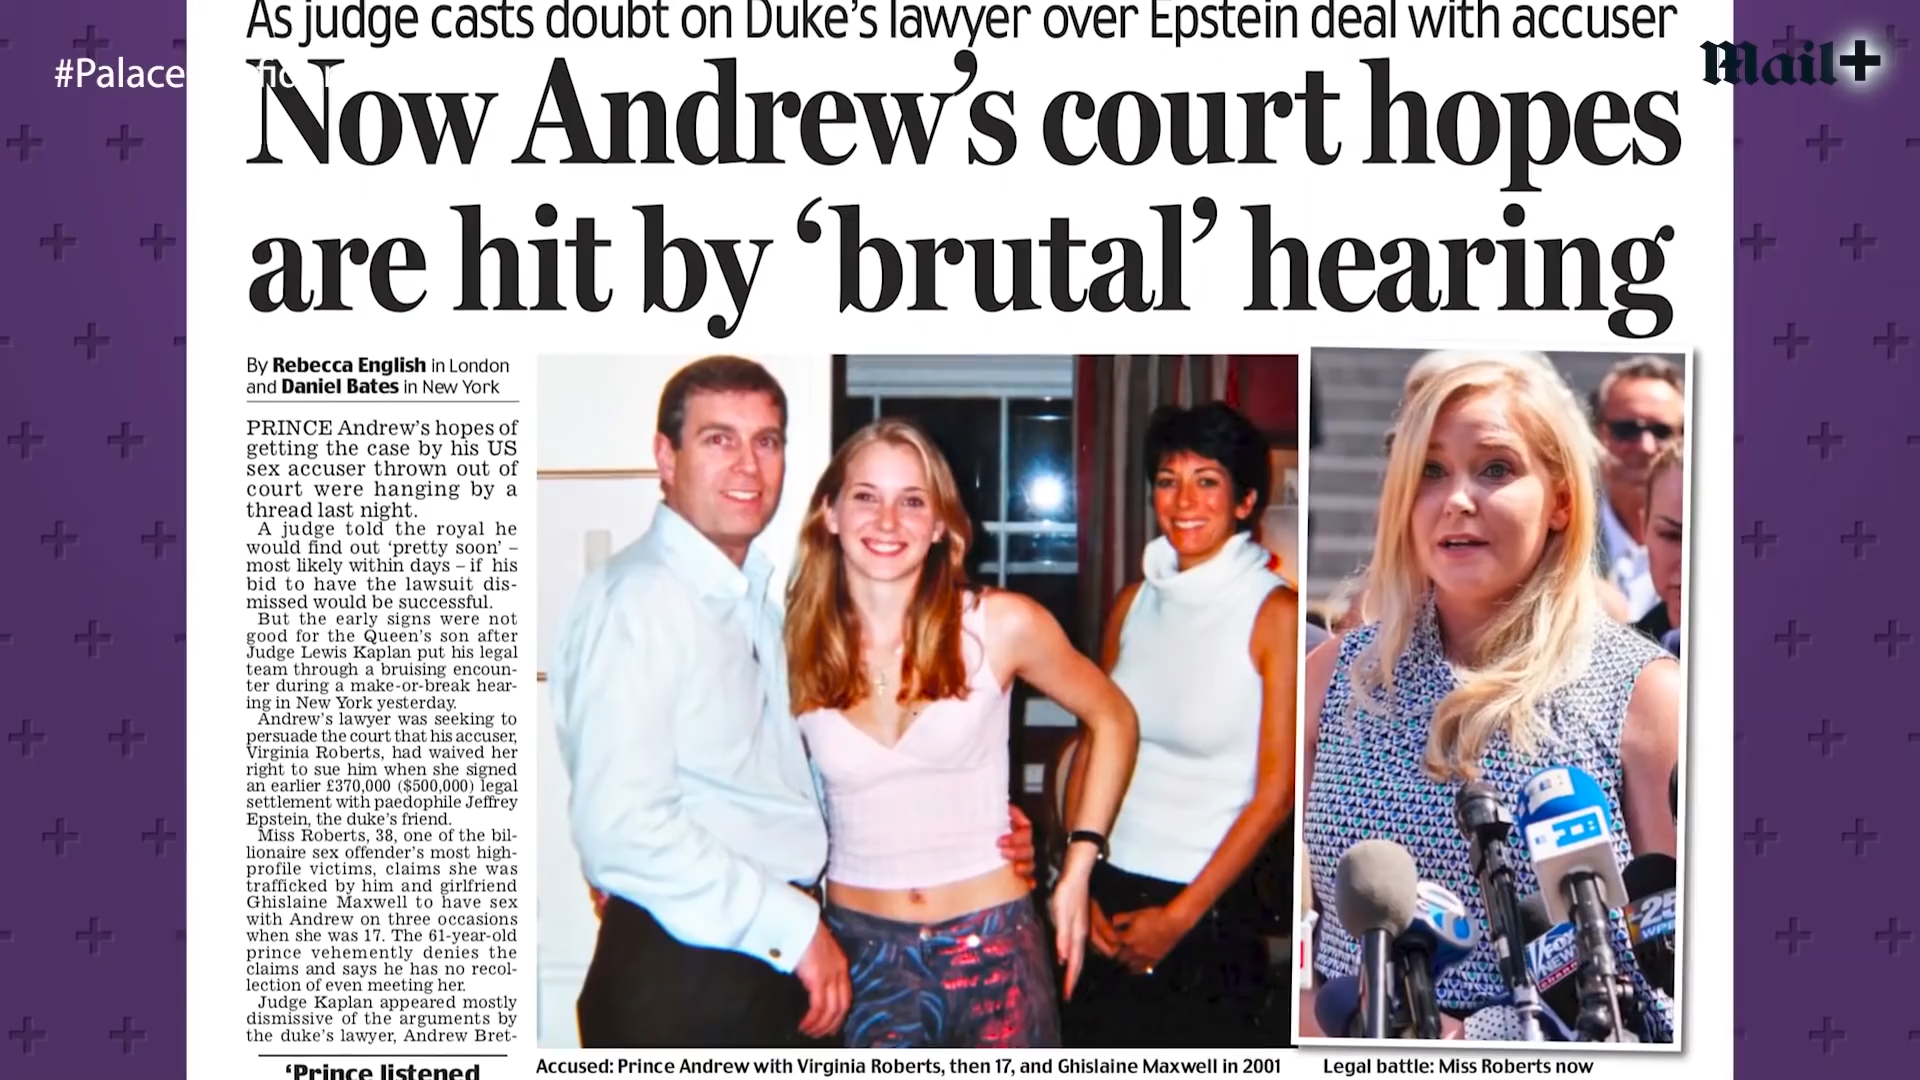 As judge casts doubt on Duke's lawyer over Epstein deal with accuser
#Palace
Mail+
Now Andrew's court hopes
are hit by 'brutal' hearing
By Rebecca English in London
and Daniel Bates in New York
PRINCE Andrew's hopes of
getting the case by his US
sex accuser thrown out of
court were hanging by a
thread last night.
A judge told the royal he
would find out 'pretty soon' –
most likely within days – if his
bid to have the lawsuit dis-
missed would be successful.
But the early signs were not
good for the Queen's son after
Judge Lewis Kaplan put his legal
team through a bruising encoun-
ter during a make-or-break hear-
ing in New York yesterday.
Andrew's lawyer was seeking to
persuade the court that his accuser,
Virginia Roberts, had waived her
right to sue him when she signed
an earlier £370,000 ($500,000) legal
settlement with paedophile Jeffrey
Epstein, the duke's friend.
Miss Roberts, 38, one of the bil-
lionaire sex offender's most high-
profile victims, claims she was
trafficked by him and girlfriend
Ghislaine Maxwell to have sex
with Andrew on three occasions
when she was 17. The 61-year-old
prince vehemently denies the
claims and says he has no recol-
lection of even meeting her.
Judge Kaplan appeared mostly
dismissive of the arguments by
the duke's lawyer, Andrew Bret-
'Prince listened
Accused: Prince Andrew with Virginia Roberts, then 17, and Ghislaine Maxwell in 2001
Legal battle: Miss Roberts now